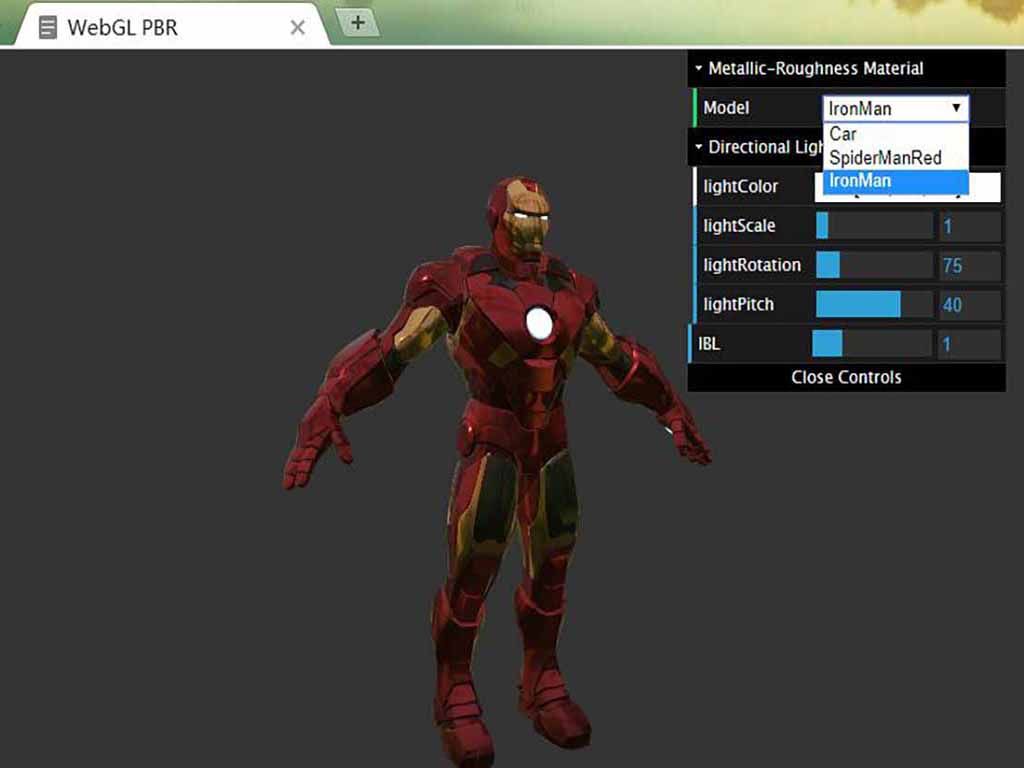 WebGL PBR
Metallic-Roughness Material
Model IronMan
Car
Directional Ligh
SpiderManRed
lightColor IronMan
lightScale 1
lightRotation 75
lightPitch 40
IBL 1
Close Controls